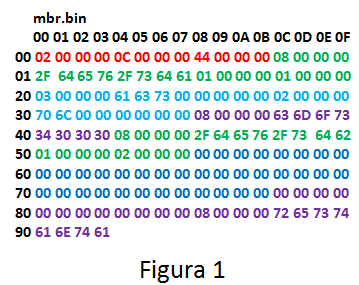 mbr.bin
00 01 02 03 04 05 06 07 08 09 0A 0B 0C 0D 0E 0F
00 02 00 00 00 0C 00 00 00 44 00 00 00 08 00 00 00
01 2F 64 65 76 2F 73 64 61 01 00 00 00 01 00 00 00
20 03 00 00 00 61 63 73 00 00 00 00 00 02 00 00 00
30 70 6C 00 00 00 00 00 00 08 00 00 00 63 6D 6F 73
40 34 30 30 30 08 00 00 00 2F 64 65 76 2F 73 64 62
50 01 00 00 00 02 00 00 00 00 00 00 00 00 00 00 00
60 00 00 00 00 00 00 00 00 00 00 00 00 00 00 00 00
70 00 00 00 00 00 00 00 00 00 00 00 00 00 00 00 00
80 00 00 00 00 00 00 00 00 08 00 00 00 72 65 73 74
90 61 6E 74 61
Figura 1